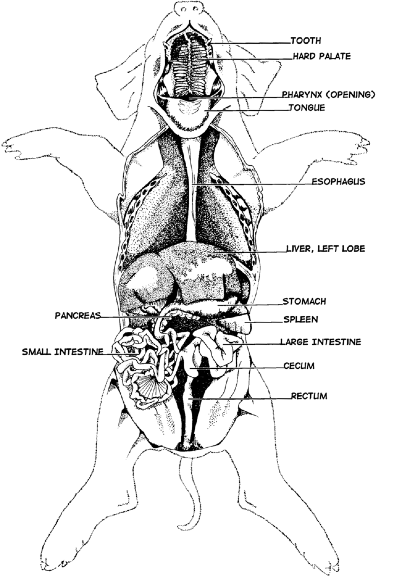 TOOTH
HARD PALATE
PHARYNX (OPENING)
TONGUE
ESOPHAGUS
LIVER, LEFT LOBE
STOMACH
PANCREAS
SPLEEN
LARGE INTESTINE
SMALL INTESTINE
CECUM
RECTUM